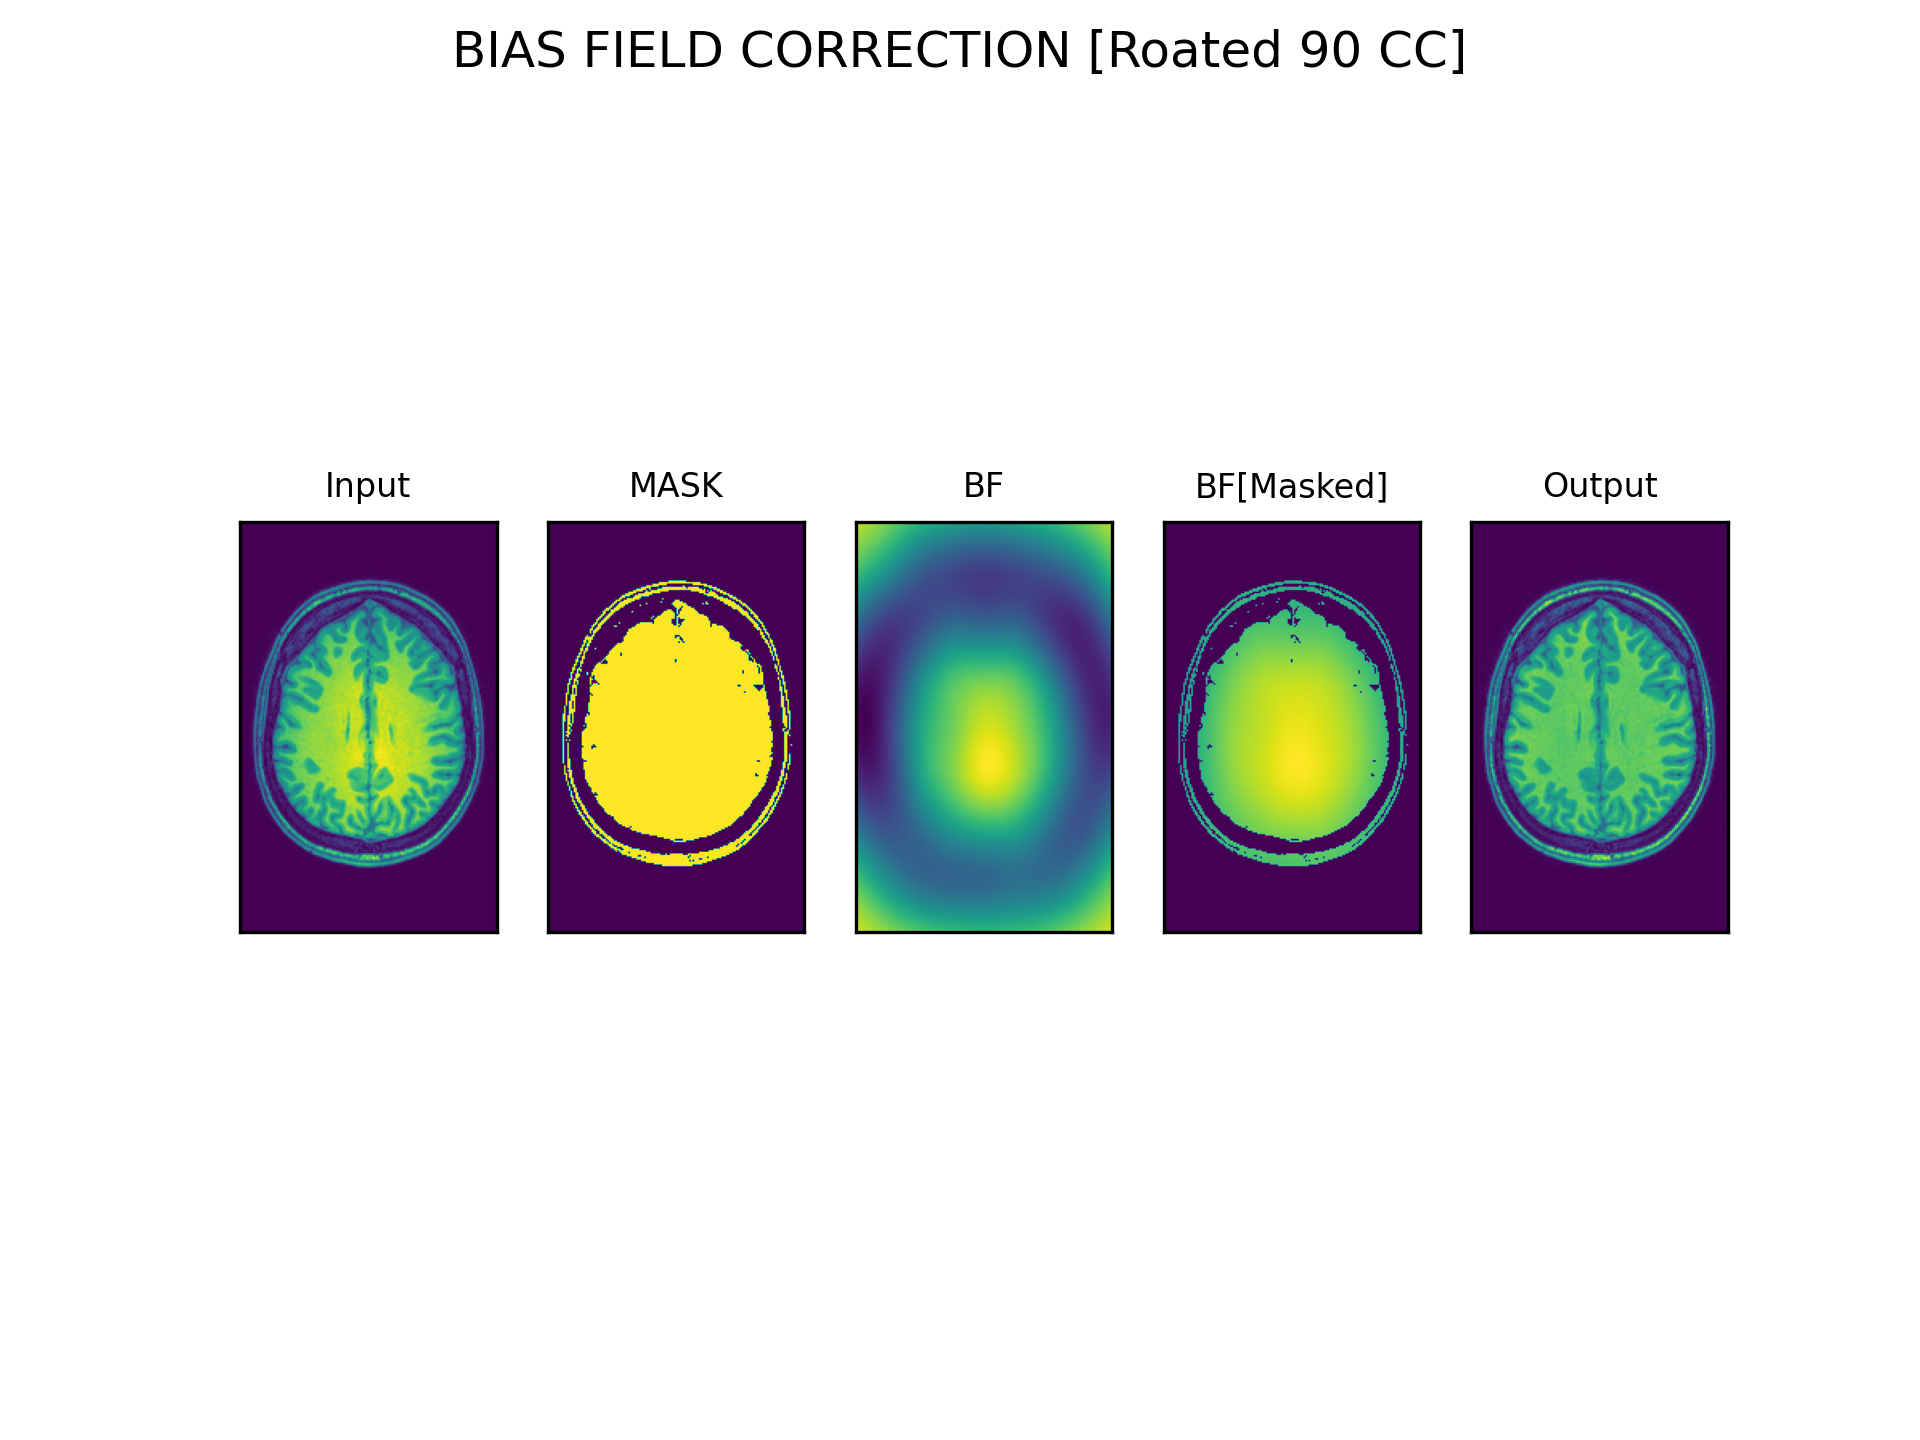 BIAS FIELD CORRECTION [Roated 90 CC]
Input
MASK
BF
BF[Masked]
Output